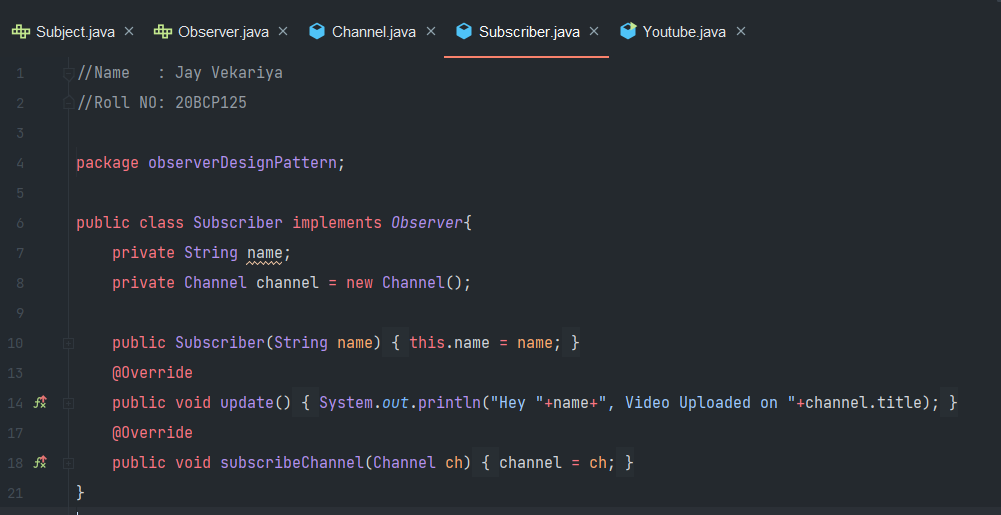 Subject.java × Observer.java × Channel.java × Subscriber.java × Youtube.java ×
1 //Name   : Jay Vekariya
2 //Roll NO: 20BCP125
3
4 package observerDesignPattern;
5
6 public class Subscriber implements Observer{
7     private String name;
8     private Channel channel = new Channel();
9
10     public Subscriber(String name) { this.name = name; }
13     @Override
14     public void update() { System.out.println("Hey "+name+", Video Uploaded on "+channel.title); }
17     @Override
18     public void subscribeChannel(Channel ch) { channel = ch; }
21 }